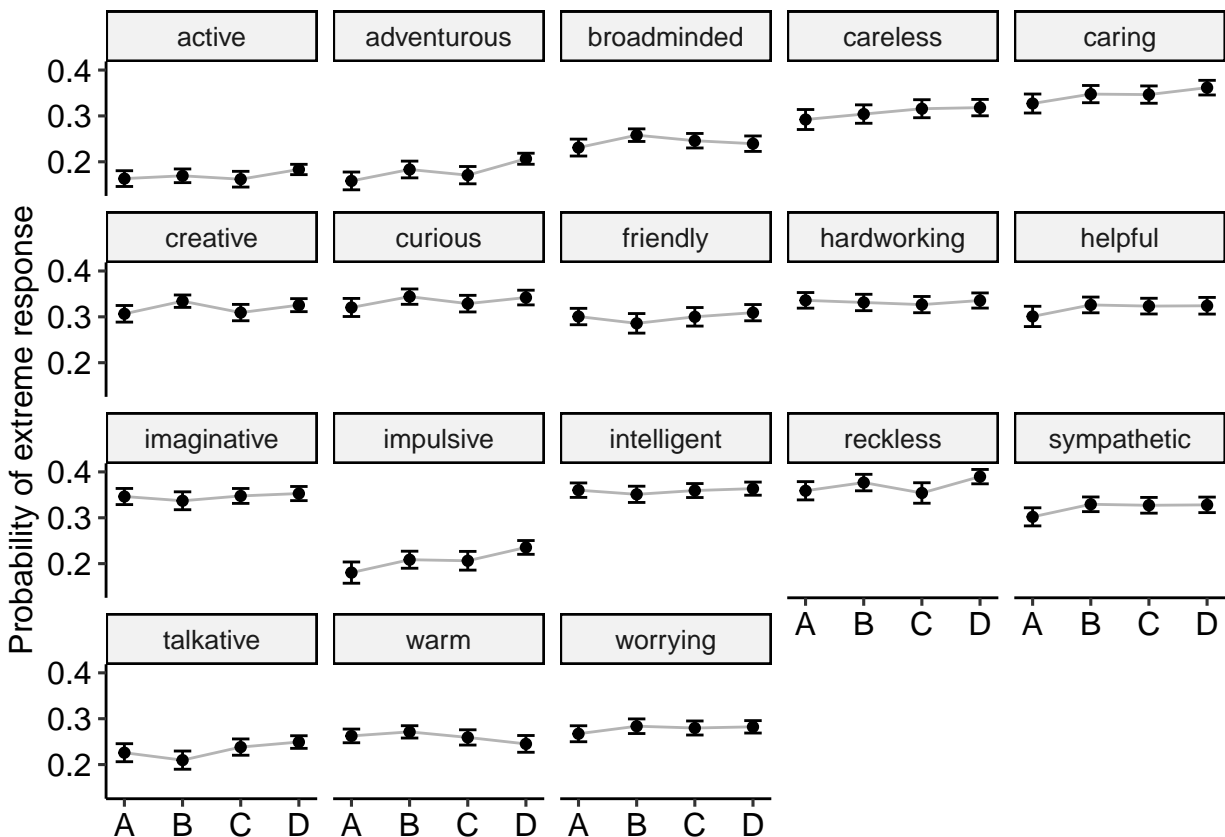 Probability of extreme response
active adventurous broadminded careless caring
0.4
0.3
0.2
creative curious friendly hardworking helpful
0.4
0.3
0.2
imaginative impulsive intelligent reckless sympathetic
0.4
0.3
0.2
A B C D A B C D
talkative warm worrying
0.4
0.3
0.2
A B C D A B C D A B C D